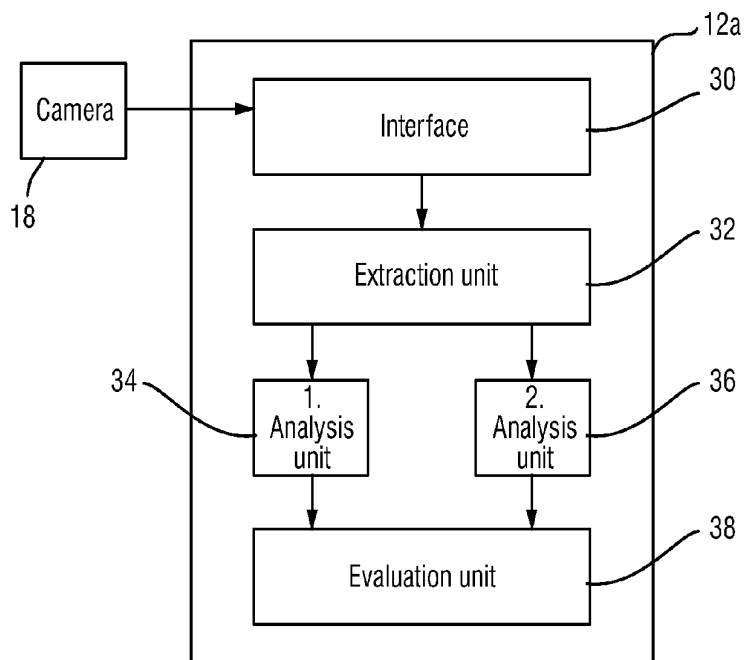 12a
Camera
Interface
30
18
Extraction unit
32
34
1.
Analysis
unit
2.
Analysis
unit
36
Evaluation unit
38